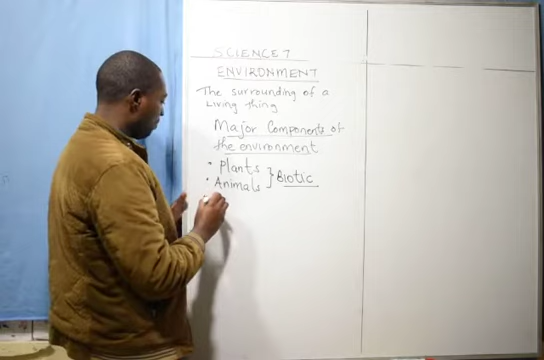 SCIENCE 7
ENVIRONMENT
The surrounding of a
Living thing
Major Components of
the environment
• Plants
• Animals } Biotic